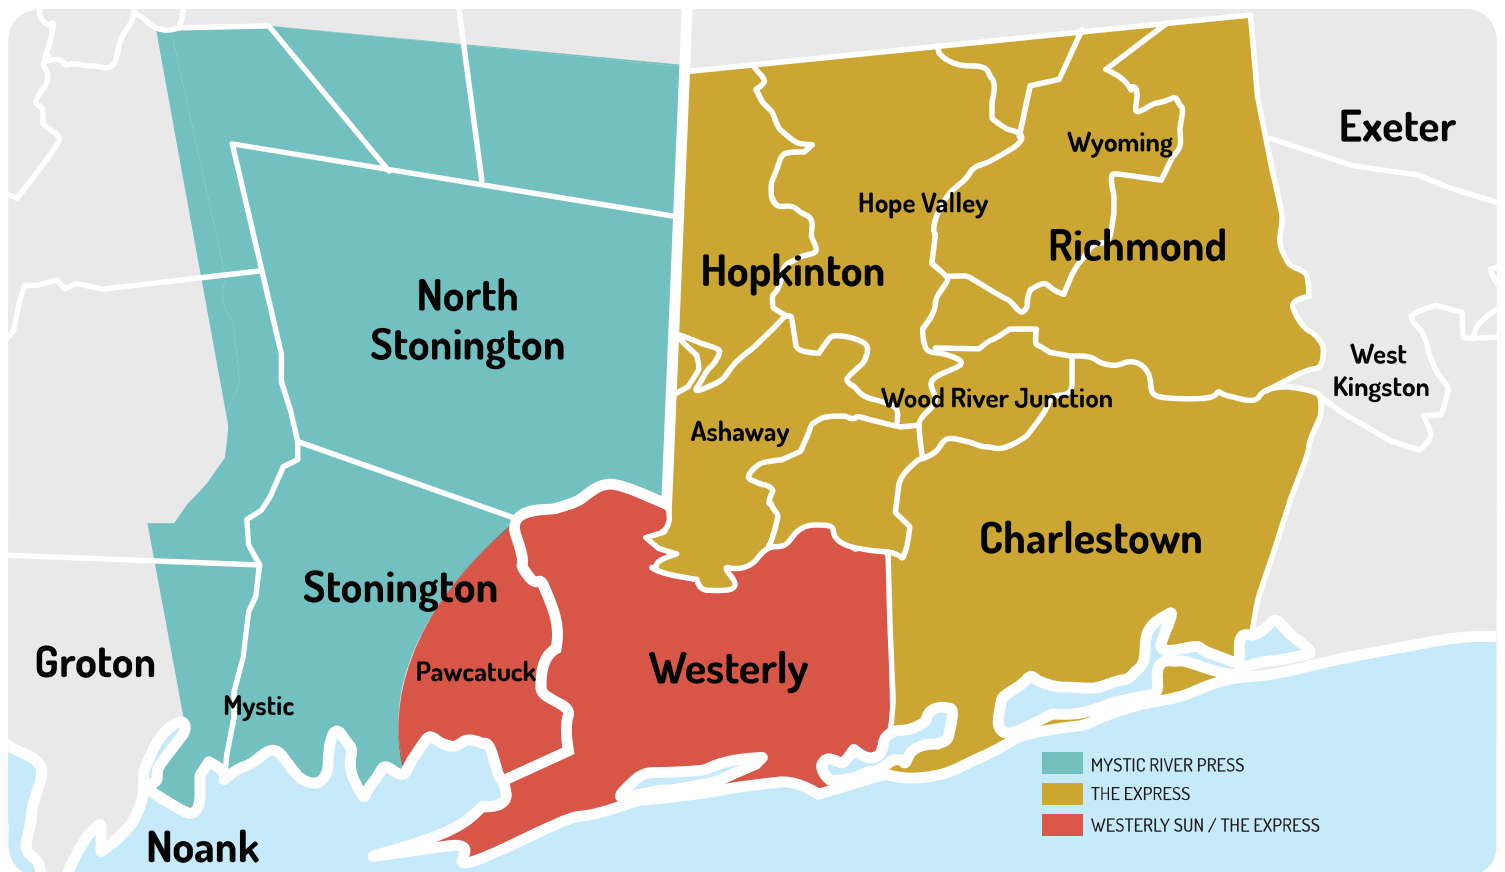 Exeter
Wyoming
Hope Valley
Richmond
Hopkinton
North
Stonington
West
Kingston
Wood River Junction
Ashaway
Charlestown
Stonington
Groton
Pawcatuck
Westerly
Mystic
Noank
MYSTIC RIVER PRESS
THE EXPRESS
WESTERLY SUN / THE EXPRESS